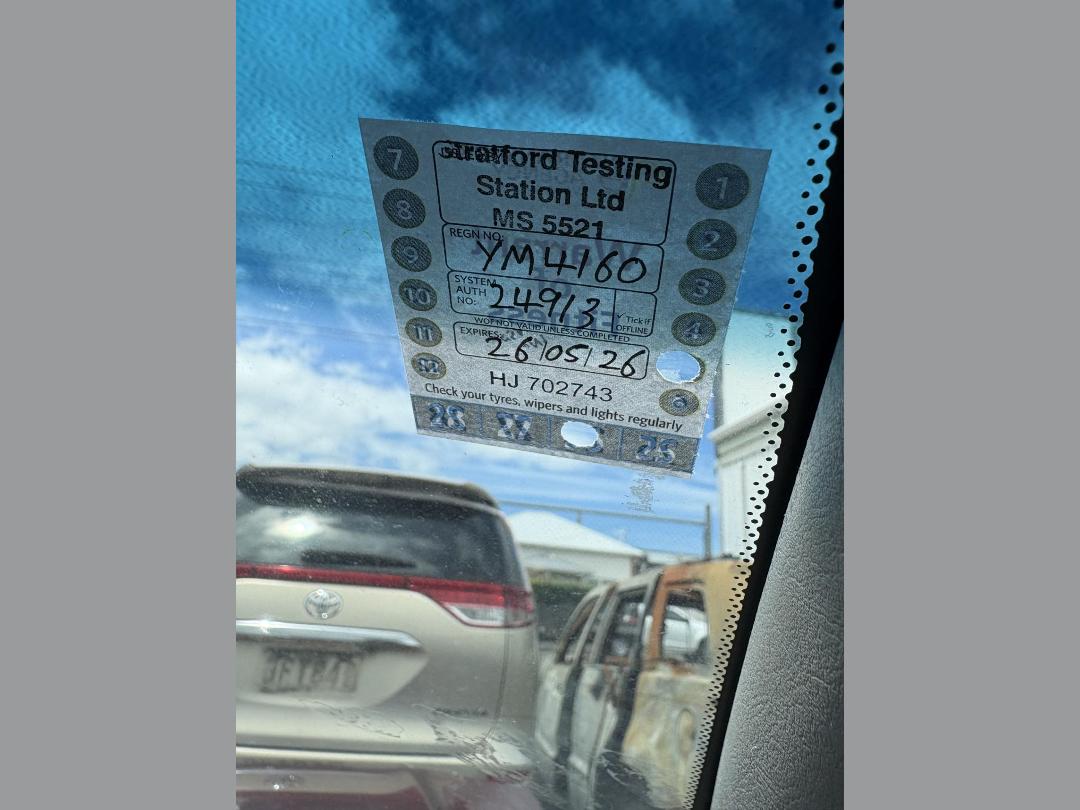 Stratford Testing
Station Ltd
MS 5521
REGN NO:
YM4160
SYSTEM
AUTH
NO:
24913
✓ Tick if
OFFLINE
WOF NOT VALID UNLESS COMPLETED
EXPIRES:
26/05/26
HJ 702743
Check your tyres, wipers and lights regularly
7
8
9
10
11
12
1
2
3
4
6
28
27
25